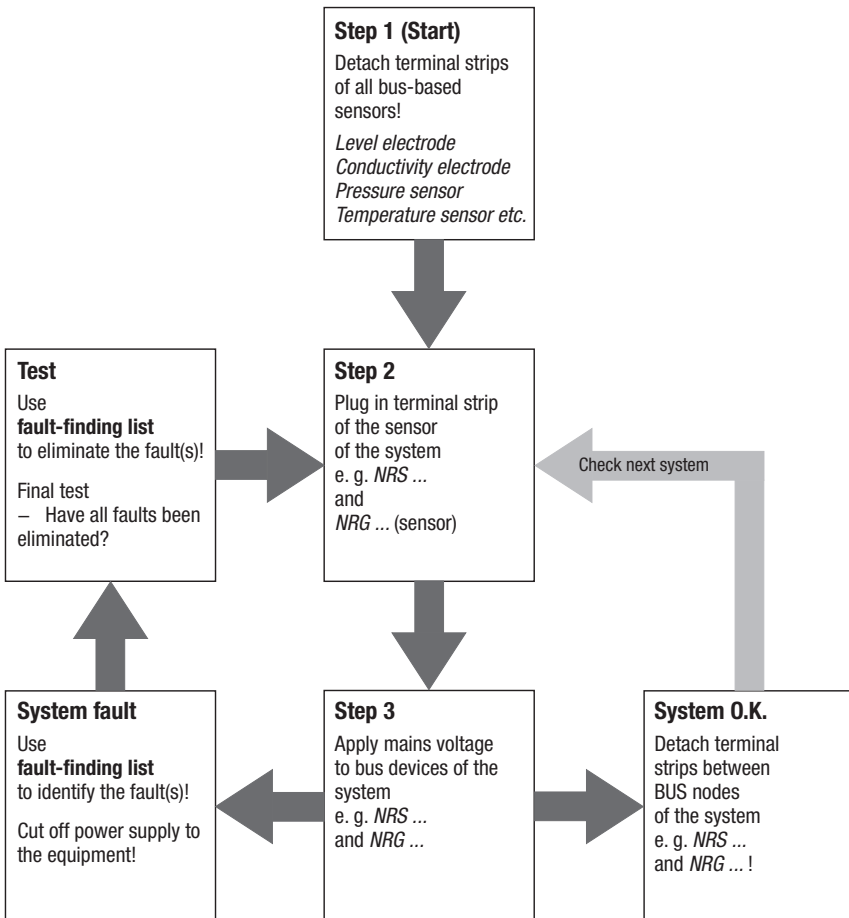 Step 1 (Start)
Detach terminal strips
of all bus-based
sensors!
Level electrode
Conductivity electrode
Pressure sensor
Temperature sensor etc.
Test
Use
fault-finding list
to eliminate the fault(s)!
Final test
– Have all faults been
eliminated?
Step 2
Plug in terminal strip
of the sensor
of the system
e. g. NRS ...
and
NRG ... (sensor)
Check next system
System fault
Use
fault-finding list
to identify the fault(s)!
Cut off power supply to
the equipment!
Step 3
Apply mains voltage
to bus devices of the
system
e. g. NRS ...
and NRG ...
System O.K.
Detach terminal
strips between
BUS nodes
of the system
e. g. NRS ...
and NRG ... !